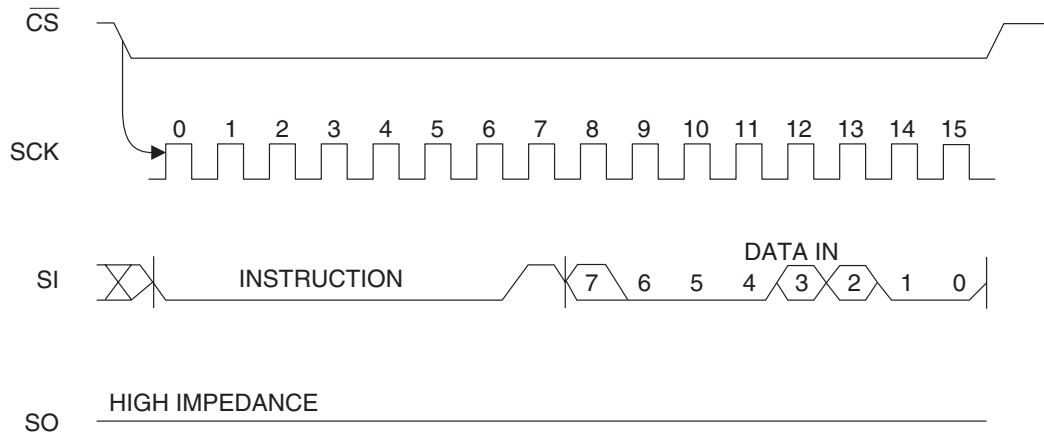 CS
0 1 2 3 4 5 6 7 8 9 10 11 12 13 14 15
SCK
DATA IN
SI INSTRUCTION 7 6 5 4 3 2 1 0
HIGH IMPEDANCE
SO